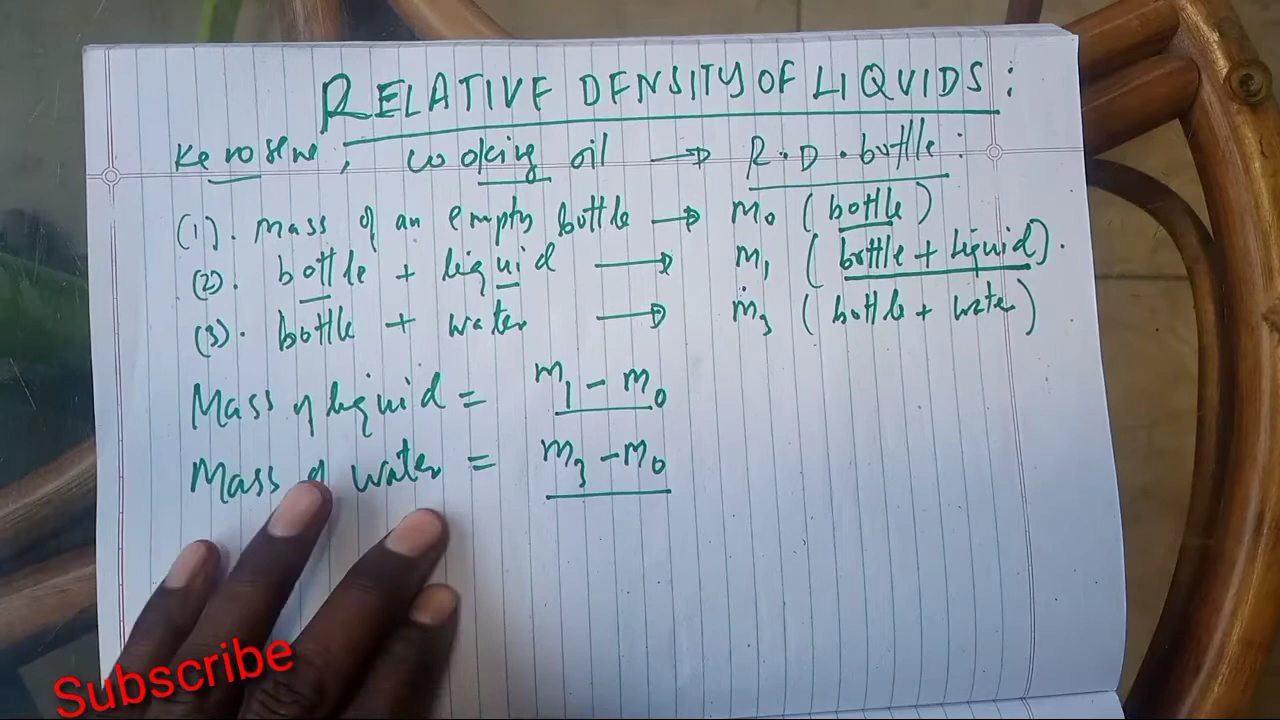 RELATIVE DENSITY OF LIQUIDS :
Kerosene , cooking oil → R.D. bottle :
(1). Mass of an empty bottle → m₀ ( bottle )
(2). bottle + liquid → m₁ ( bottle + liquid ).
(3). bottle + water → m₃ ( bottle + water )
Mass of liquid = m₁ – m₀
Mass of water = m₃ – m₀
Subscribe